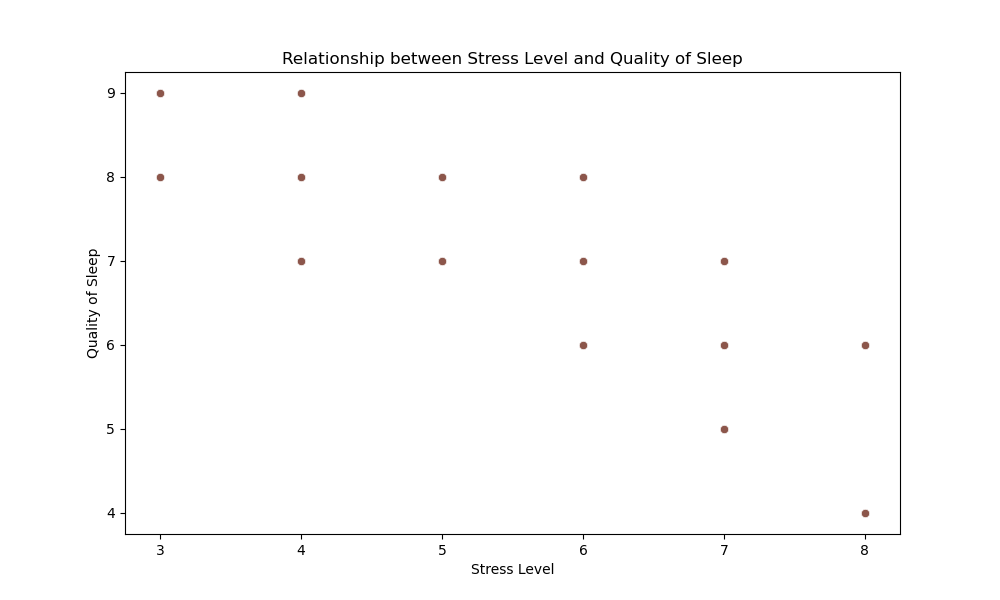 Relationship between Stress Level and Quality of Sleep
9
8
7
6
5
4
Quality of Sleep
3 4 5 6 7 8
Stress Level